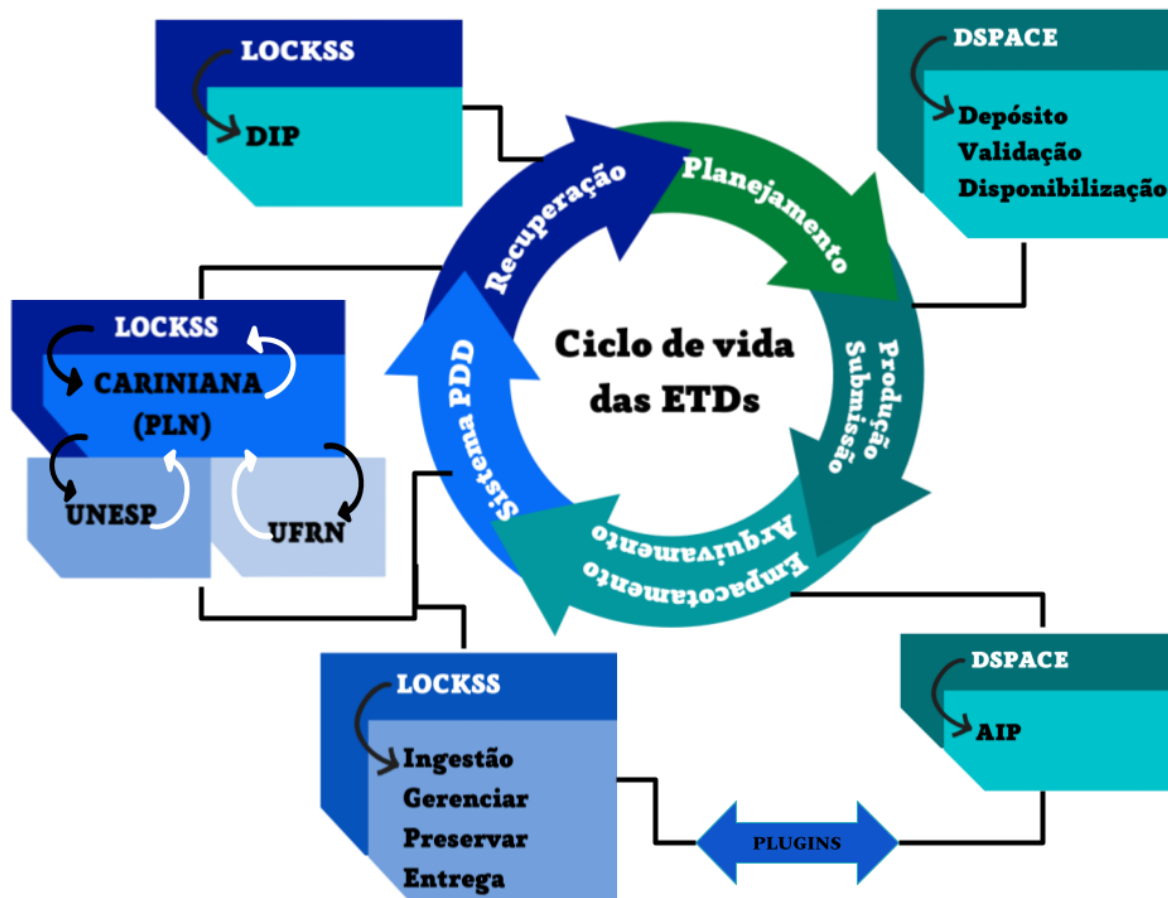 LOCKSS
DIP
DSPACE
Depósito
Validação
Disponibilização
Recuperação
Planejamento
Produção
Submissão
Empacotamento
Arquivamento
Sistema PDD
Ciclo de vida
das ETDs
LOCKSS
CARINIANA
(PLN)
UNESP
UFRN
LOCKSS
Ingestão
Gerenciar
Preservar
Entrega
PLUGINS
DSPACE
AIP